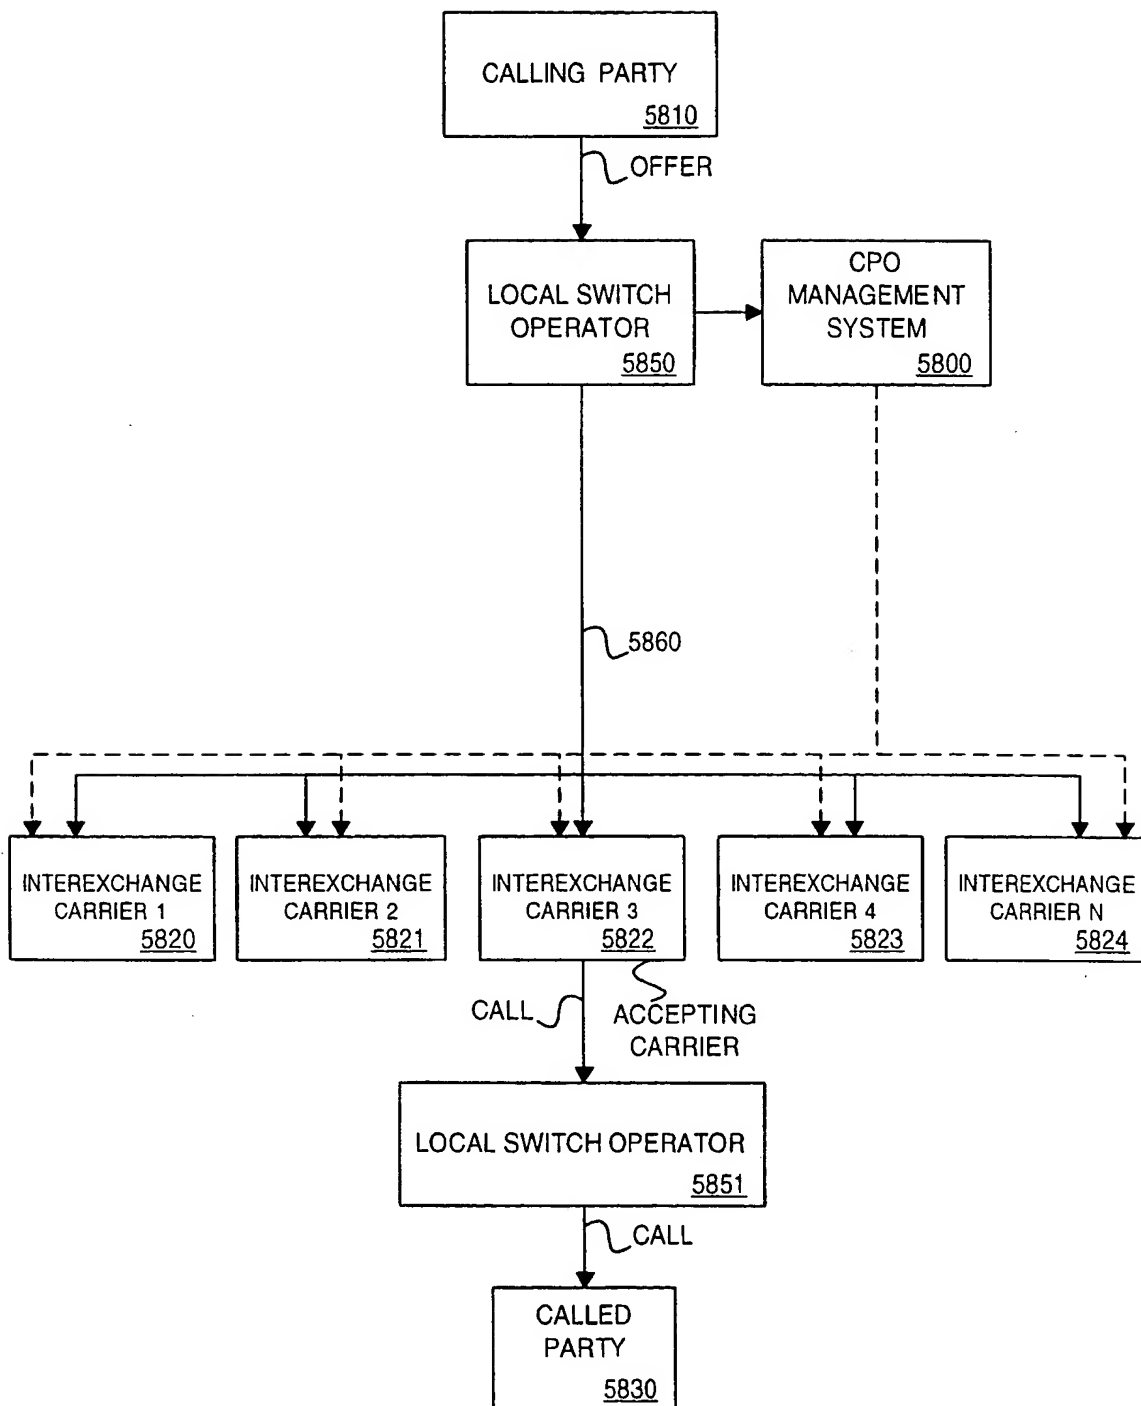 CALLING PARTY
5810
OFFER
LOCAL SWITCH
OPERATOR
5850
CPO
MANAGEMENT
SYSTEM
5800
5860
INTEREXCHANGE
CARRIER 1
5820
INTEREXCHANGE
CARRIER 2
5821
INTEREXCHANGE
CARRIER 3
5822
INTEREXCHANGE
CARRIER 4
5823
INTEREXCHANGE
CARRIER N
5824
CALL
ACCEPTING
CARRIER
LOCAL SWITCH OPERATOR
5851
CALL
CALLED
PARTY
5830